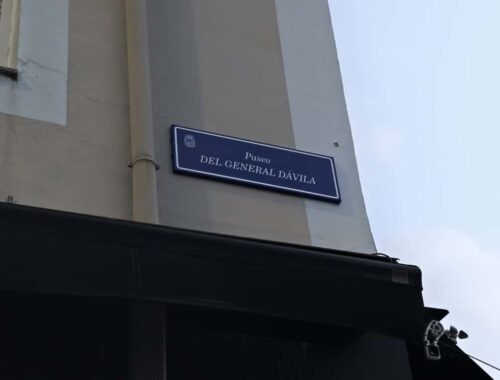 Paseo
DEL GENERAL DÁVILA